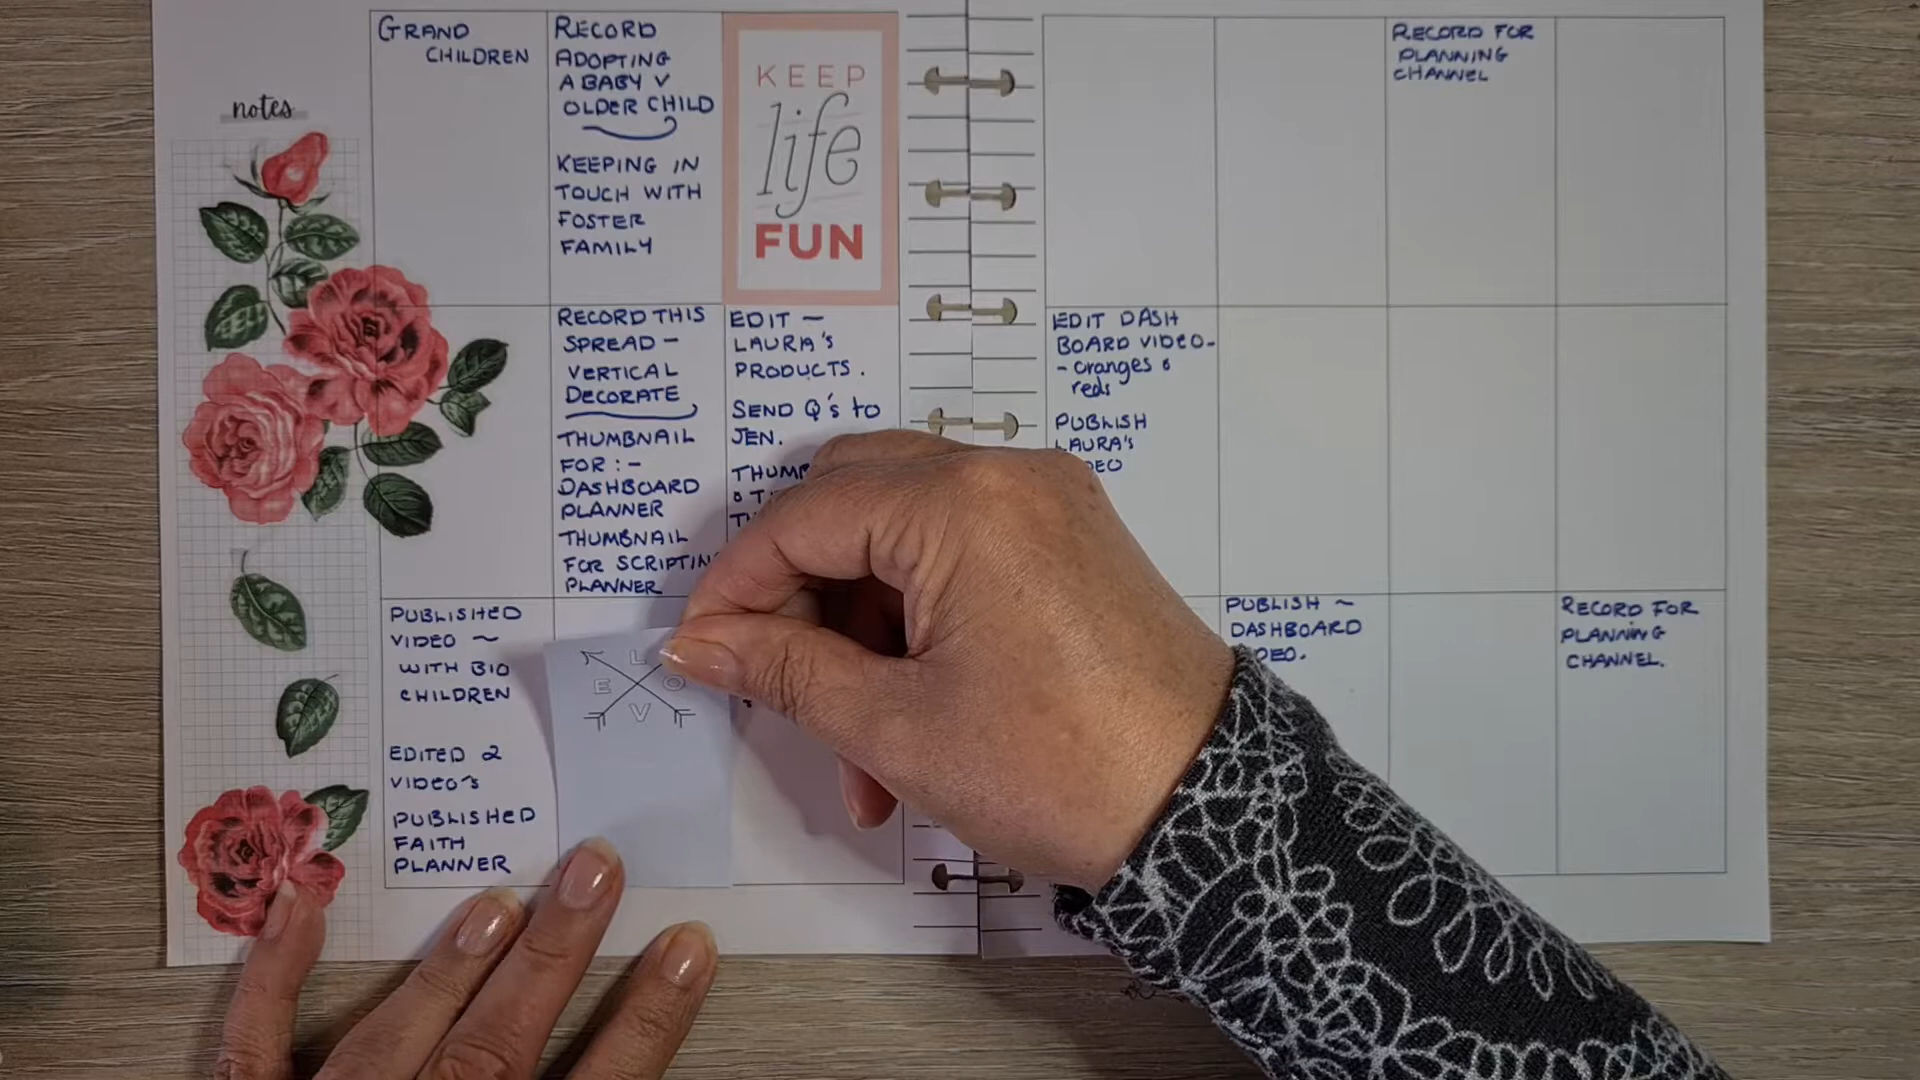 notes
GRAND
CHILDREN
RECORD
ADOPTING
A BABY V
OLDER CHILD
KEEPING IN
TOUCH WITH
FOSTER
FAMILY
KEEP
life
FUN
RECORD THIS
SPREAD -
VERTICAL
DECORATE
THUMBNAIL
FOR :-
DASHBOARD
PLANNER
THUMBNAIL
FOR SCRIPTIN
PLANNER
EDIT -
LAURA'S
PRODUCTS.
SEND Q'S to
JEN.
PUBLISHED
VIDEO ~
WITH BIO
CHILDREN
EDITED 2
VIDEO'S
PUBLISHED
FAITH
PLANNER
L
E O
V
RECORD FOR
PLANNING
CHANNEL
EDIT DASH
BOARD VIDEO-
- oranges &
reds
PUBLISH
LAURA'S
PUBLISH ~
DASHBOARD
RECORD FOR
PLANNING
CHANNEL.